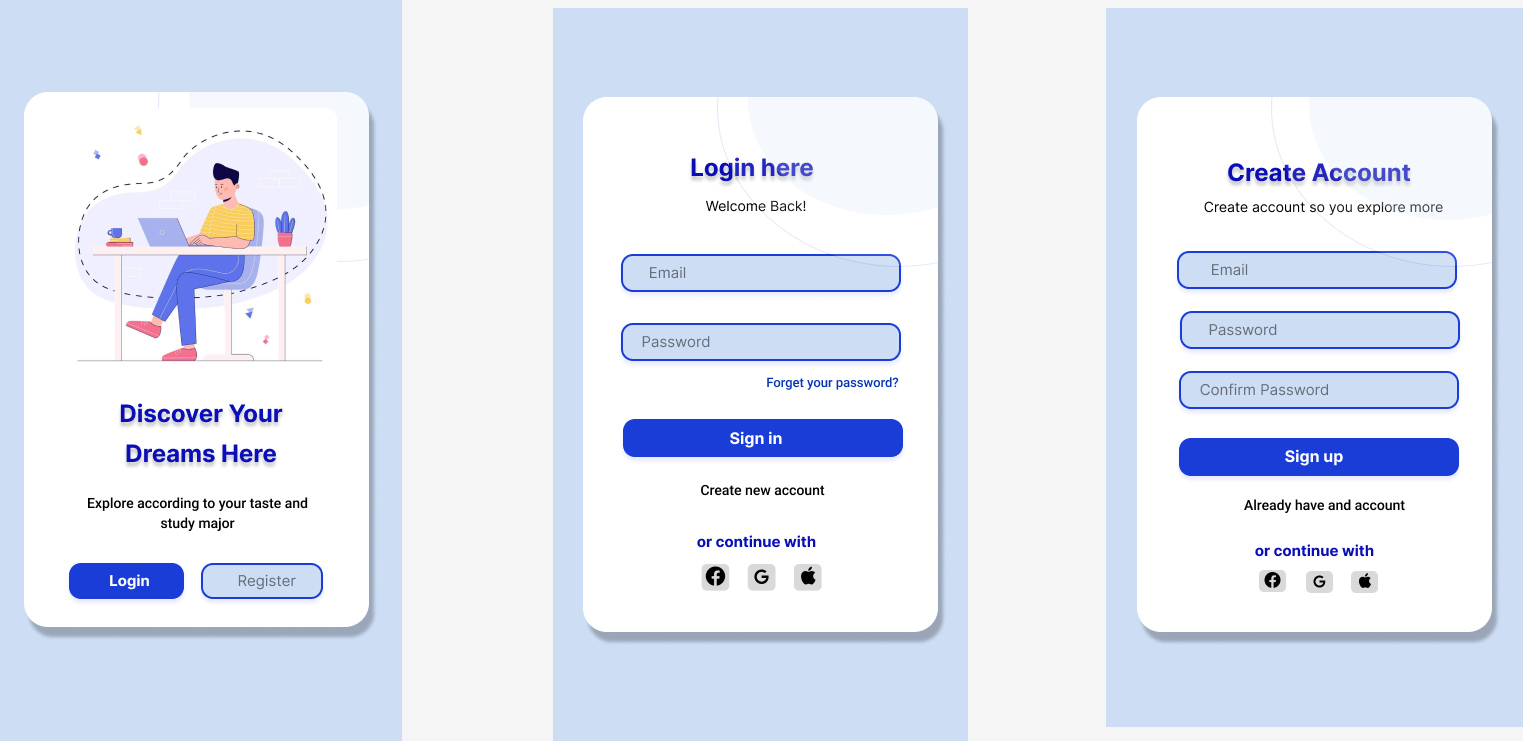 Discover Your
Dreams Here
Explore according to your taste and
study major
Login
Register
Login here
Welcome Back!
Email
Password
Forget your password?
Sign in
Create new account
or continue with
Create Account
Create account so you explore more
Email
Password
Confirm Password
Sign up
Already have and account
or continue with